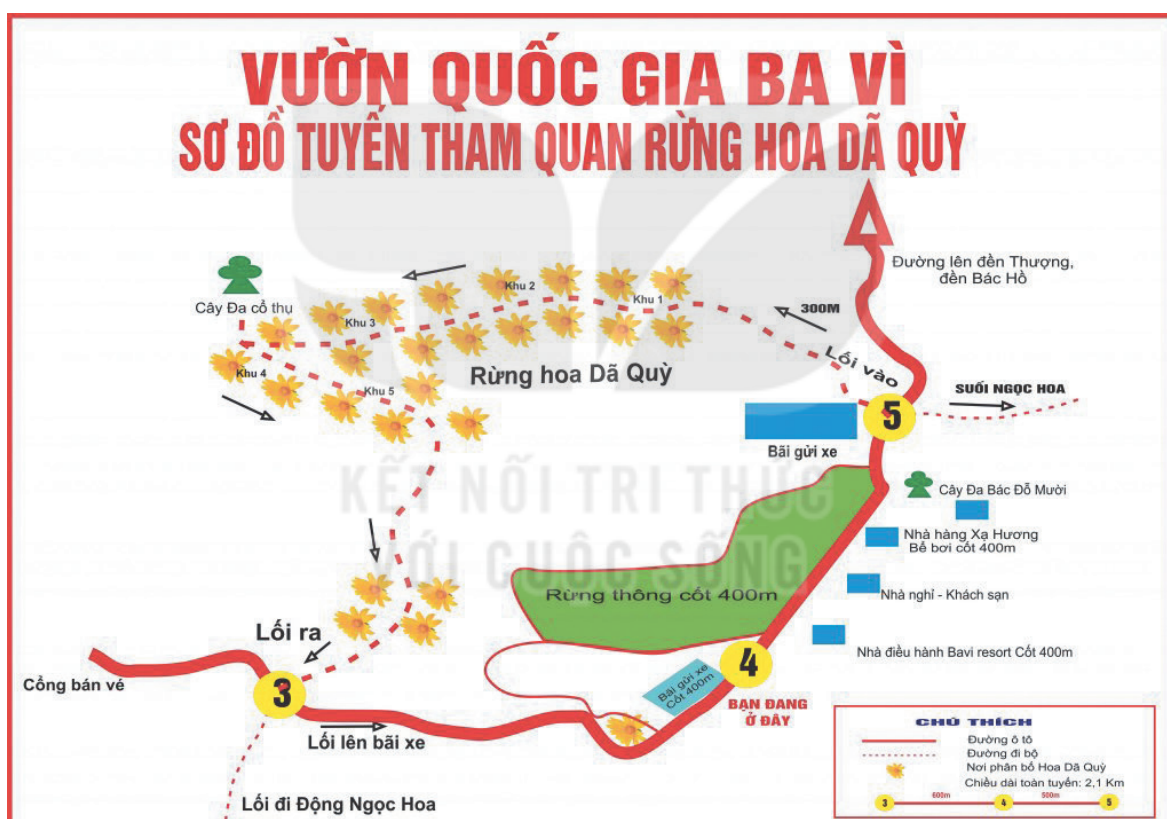 VƯỜN QUỐC GIA BA VÌ
SƠ ĐỒ TUYẾN THAM QUAN RỪNG HOA DÃ QUỲ
Đường lên đền Thượng,
đền Bác Hồ
Cây Đa cổ thụ
Khu 1
Khu 2
Khu 3
Khu 4
Khu 5
300M
Lối vào
Rừng hoa Dã Quỳ
5
SUỐI NGỌC HOA
Bãi gửi xe
KẾT NỐI TRI THỨC
VỚI CUỘC SỐNG
Cây Đa Bác Đỗ Mười
Nhà hàng Xạ Hương
Bể bơi cốt 400m
Nhà nghỉ - Khách sạn
Rừng thông cốt 400m
Nhà điều hành Bavi resort Cốt 400m
Lối ra
4
Bãi gửi xe
Cốt 400m
BẠN ĐANG
Ở ĐÂY
Cổng bán vé
3
Lối lên bãi xe
Lối đi Động Ngọc Hoa
CHÚ THÍCH
Đường ô tô
Đường đi bộ
Nơi phân bố Hoa Dã Quỳ
Chiều dài toàn tuyến: 2,1 Km
3 600m 4 500m 5